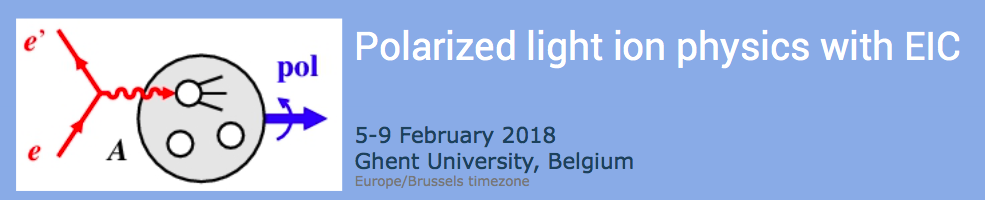 e'
pol
e
A
Polarized light ion physics with EIC
5-9 February 2018
Ghent University, Belgium
Europe/Brussels timezone